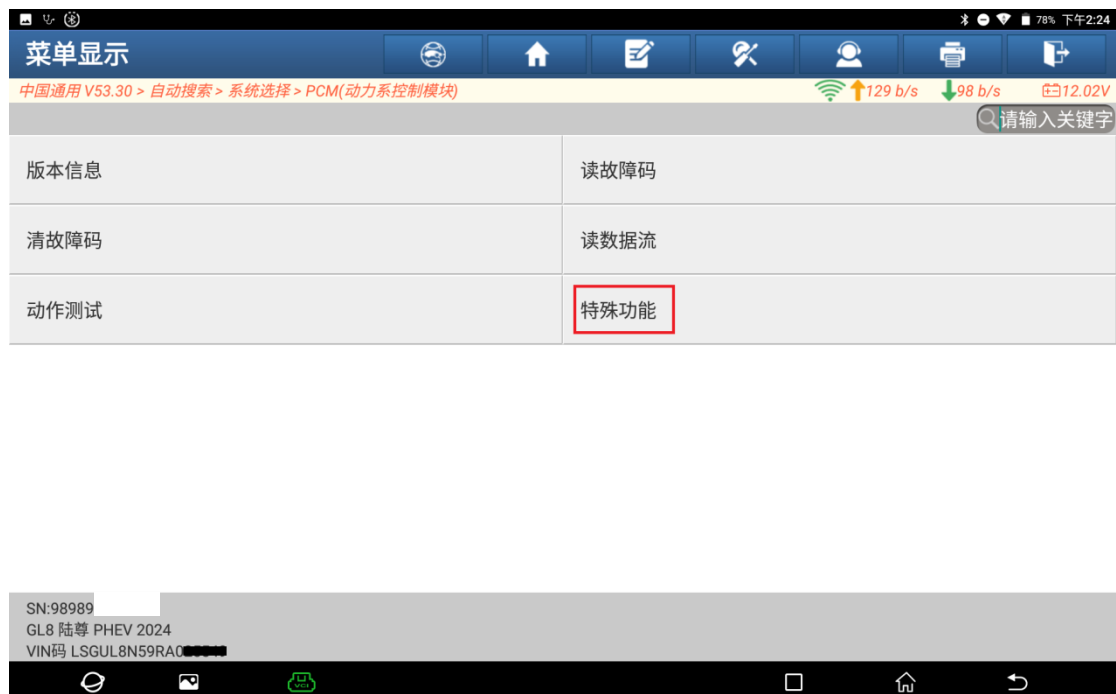 78% 下午2:24
菜单显示
中国通用 V53.30 > 自动搜索 > 系统选择 > PCM(动力系控制模块)
129 b/s 98 b/s 12.02V
请输入关键字
版本信息 读故障码
清故障码 读数据流
动作测试 特殊功能
SN:98989
GL8 陆尊 PHEV 2024
VIN码 LSGUL8N59RA0
VCI